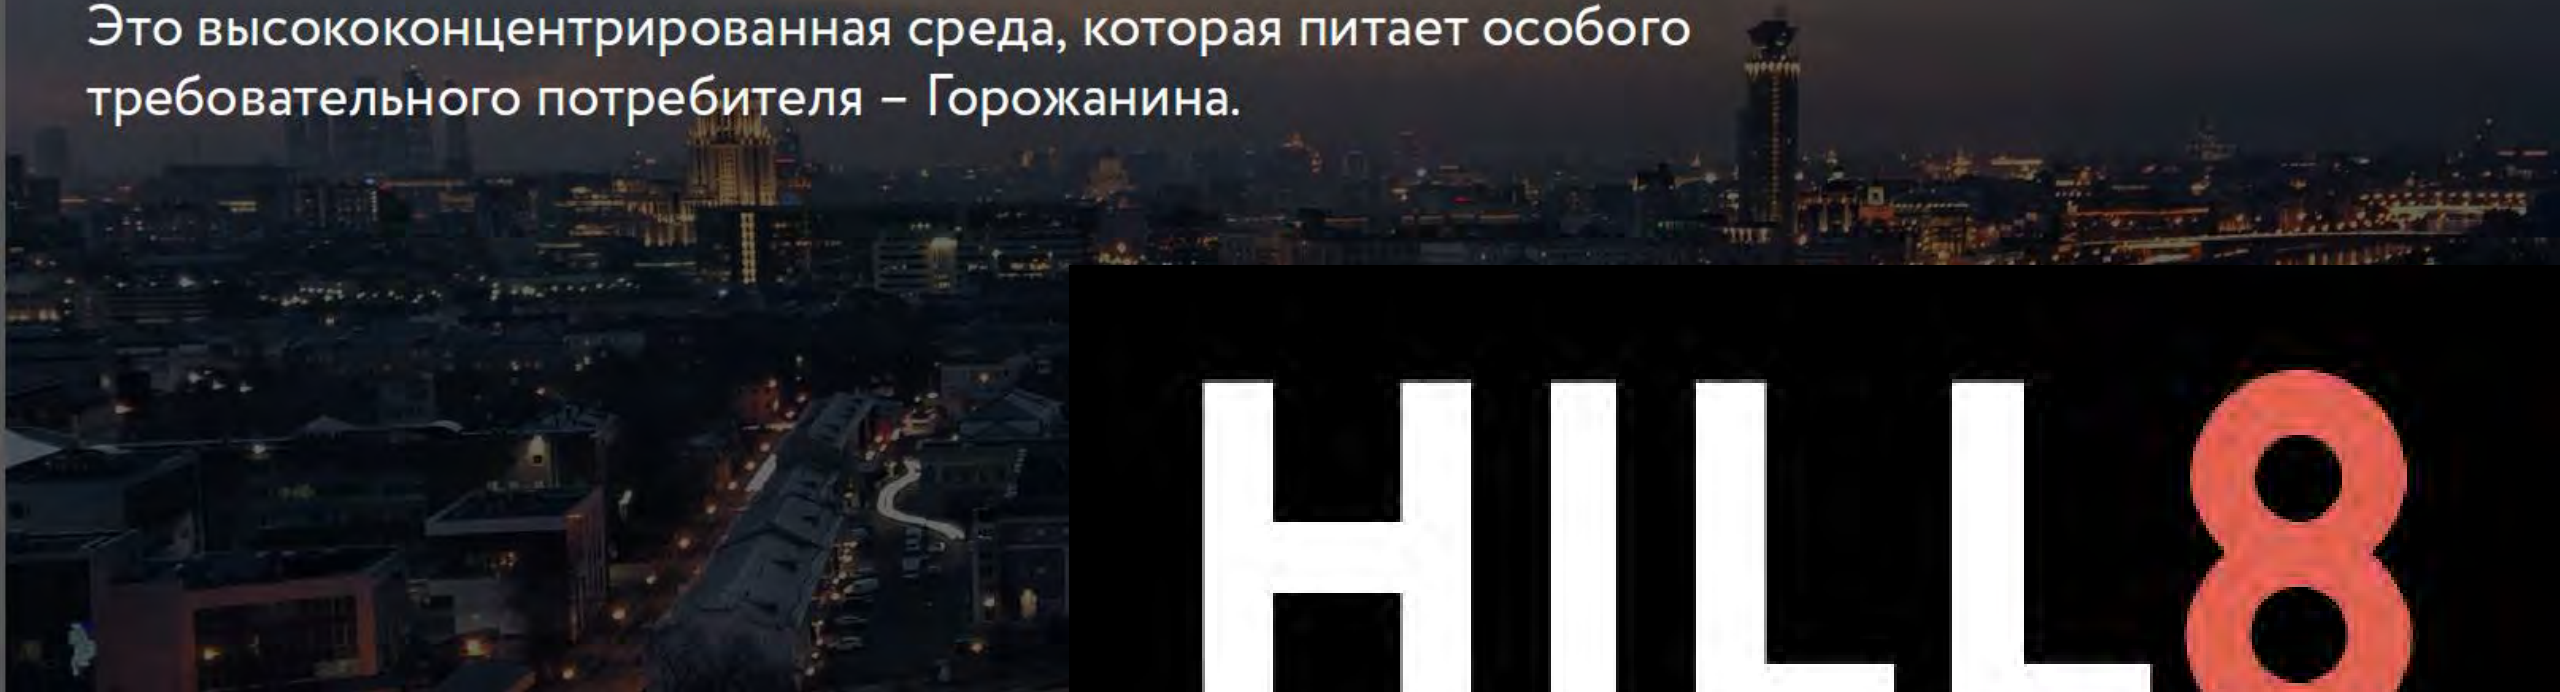 Это высококонцентрированная среда, которая питает особого
требовательного потребителя – Горожанина.
HILL8